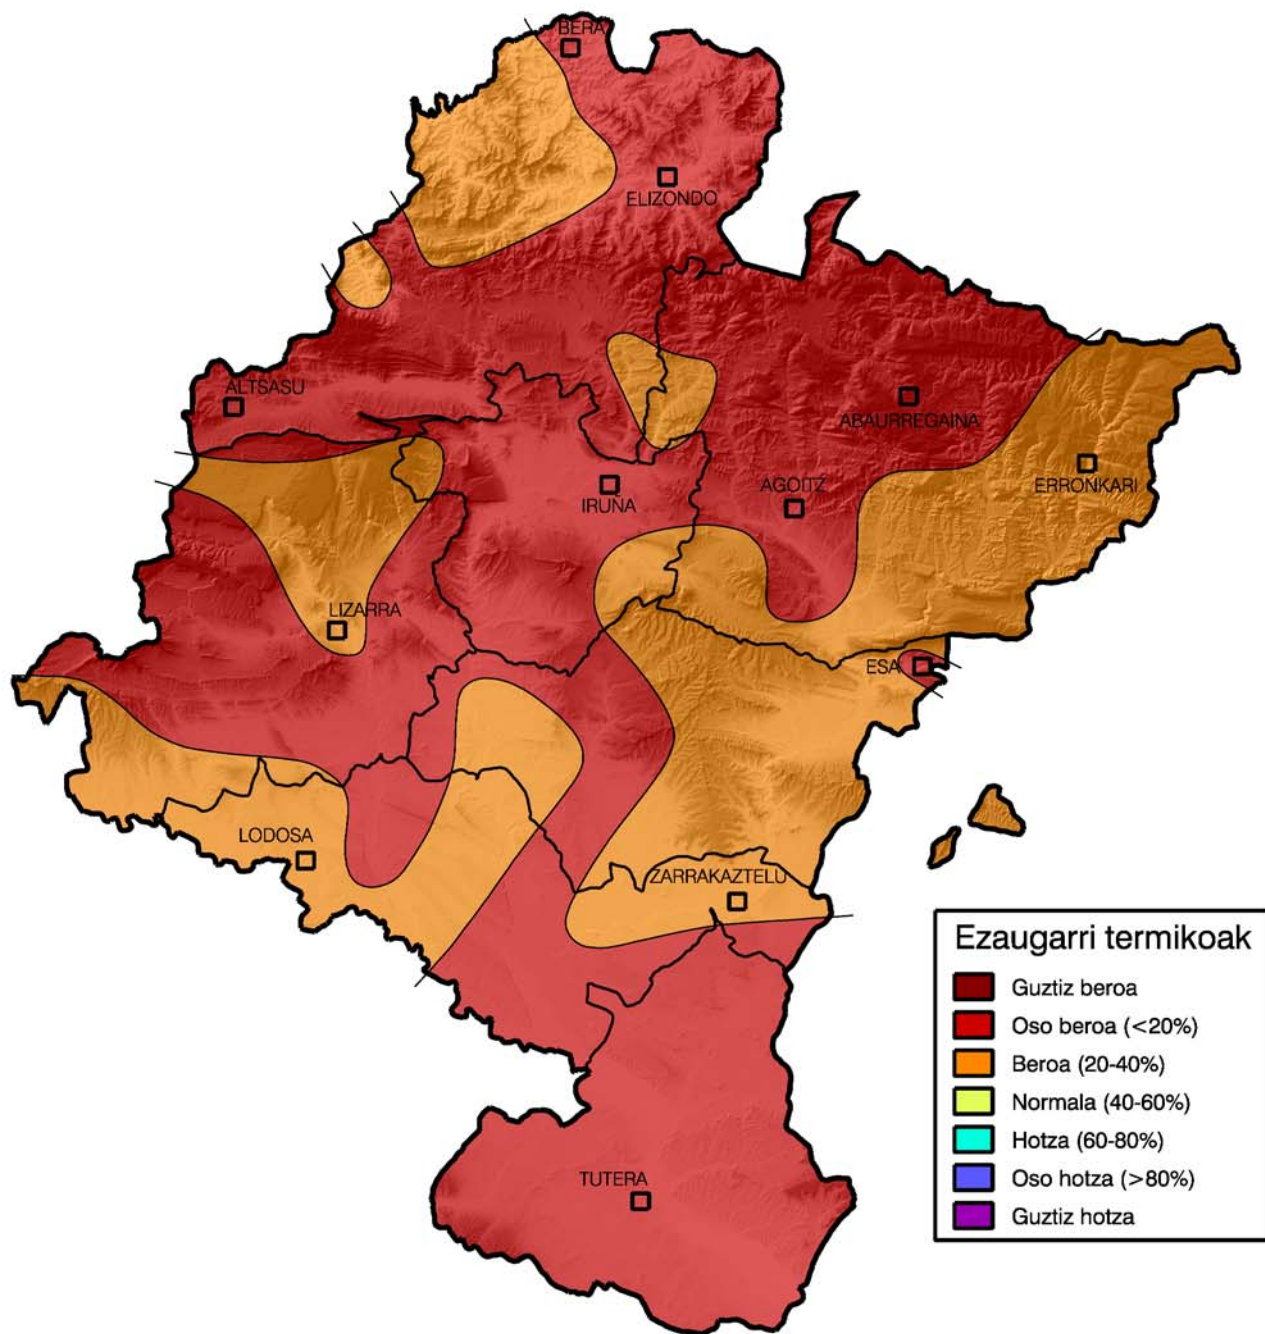 BERA
ELIZONDO
ALTSASU
ABAURREGAINA
IRUÑA
AGOITZ
ERRONKARI
LIZARRA
ESA
LODOSA
ZARRAKAZTELU
TUTERA
Ezaugarri termikoak
Guztiz beroa
Oso beroa (<20%)
Beroa (20-40%)
Normala (40-60%)
Hotza (60-80%)
Oso hotza (>80%)
Guztiz hotza